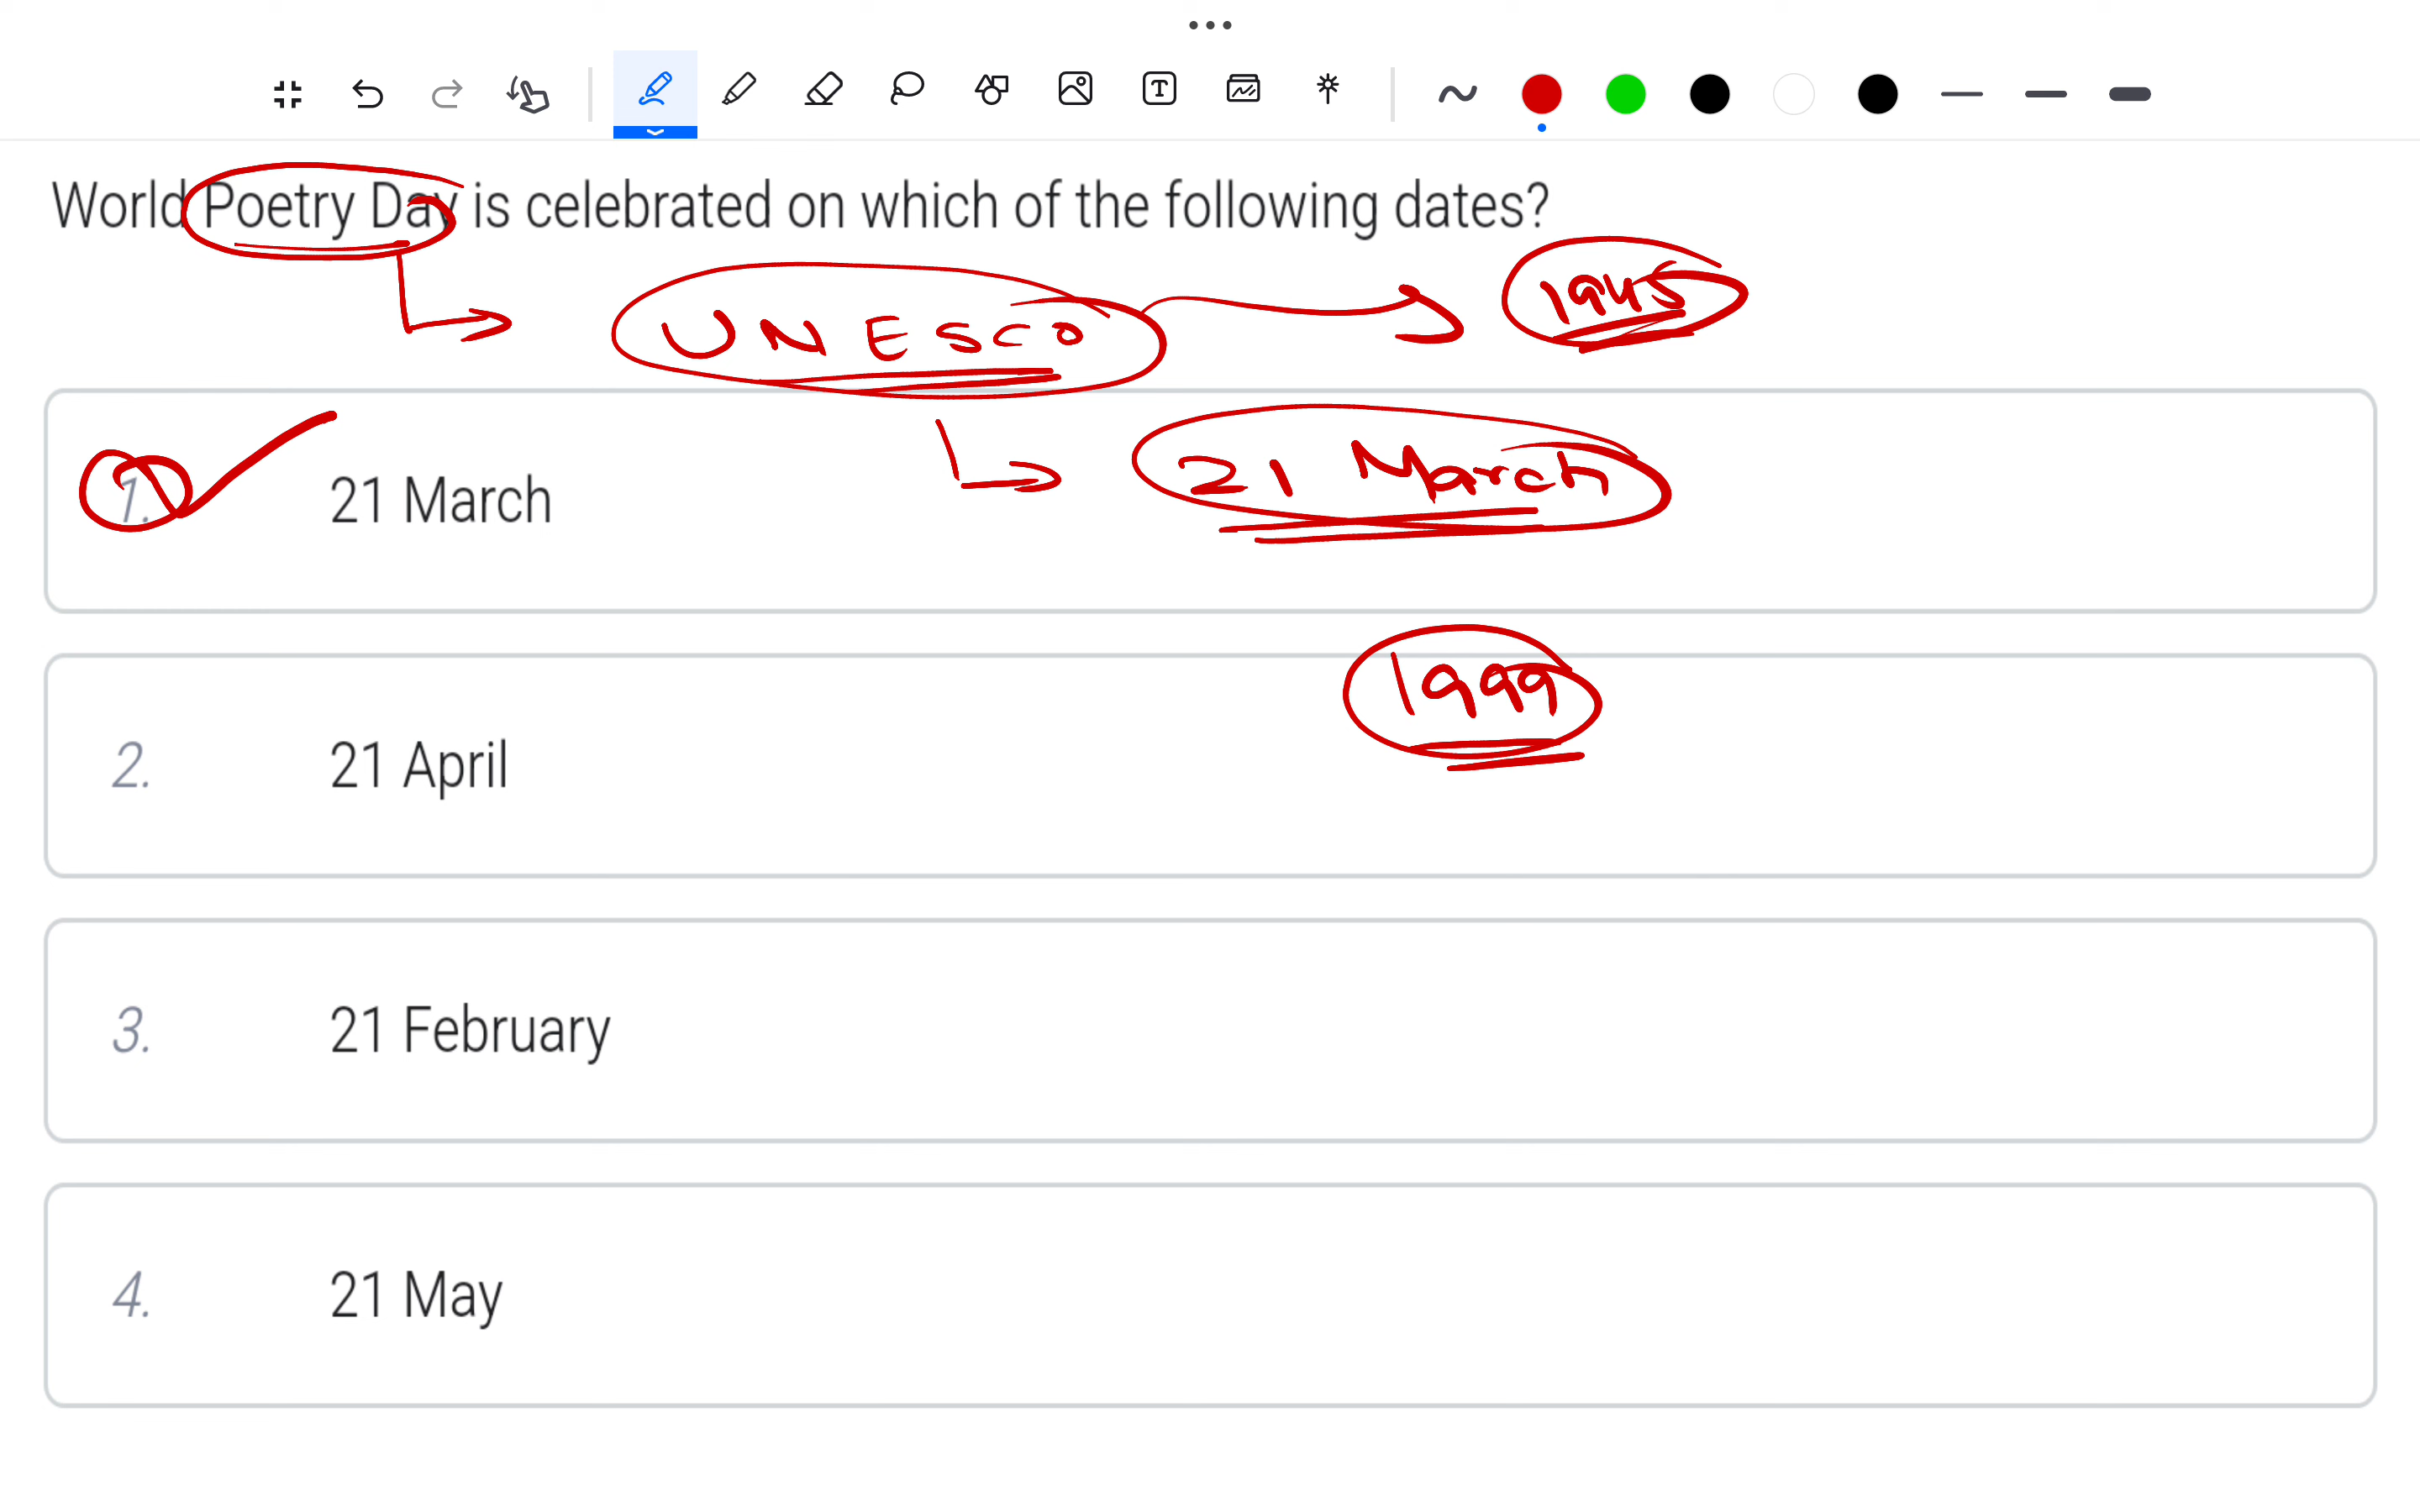 World Poetry Day is celebrated on which of the following dates?
1945
UNESCO
21 March
1. 21 March
1999
2. 21 April
3. 21 February
4. 21 May